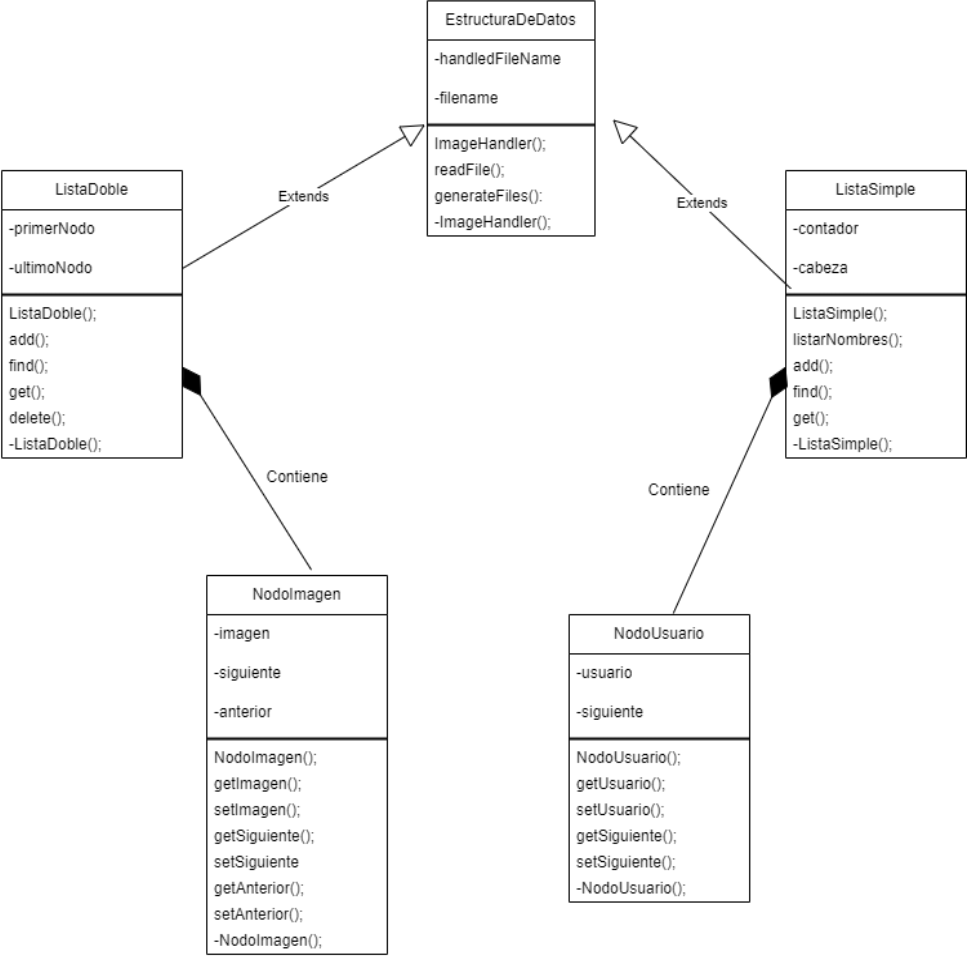 EstructuraDeDatos
-handledFileName
-filename
ImageHandler();
readFile();
generateFiles():
-ImageHandler();
ListaDoble
-primerNodo
-ultimoNodo
ListaDoble();
add();
find();
get();
delete();
-ListaDoble();
Extends
Extends
ListaSimple
-contador
-cabeza
ListaSimple();
listarNombres();
add();
find();
get();
-ListaSimple();
Contiene
Contiene
NodoImagen
-imagen
-siguiente
-anterior
NodoImagen();
getImagen();
setImagen();
getSiguiente();
setSiguiente
getAnterior();
setAnterior();
-NodoImagen();
NodoUsuario
-usuario
-siguiente
NodoUsuario();
getUsuario();
setUsuario();
getSiguiente();
setSiguiente();
-NodoUsuario();